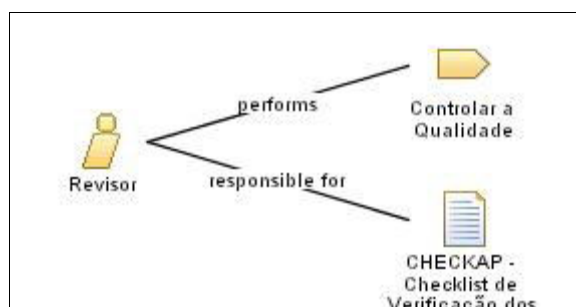 performs
Controlar a
Qualidade
Revisor
responsible for
CHECKAP -
Checklist de
Verificação dos